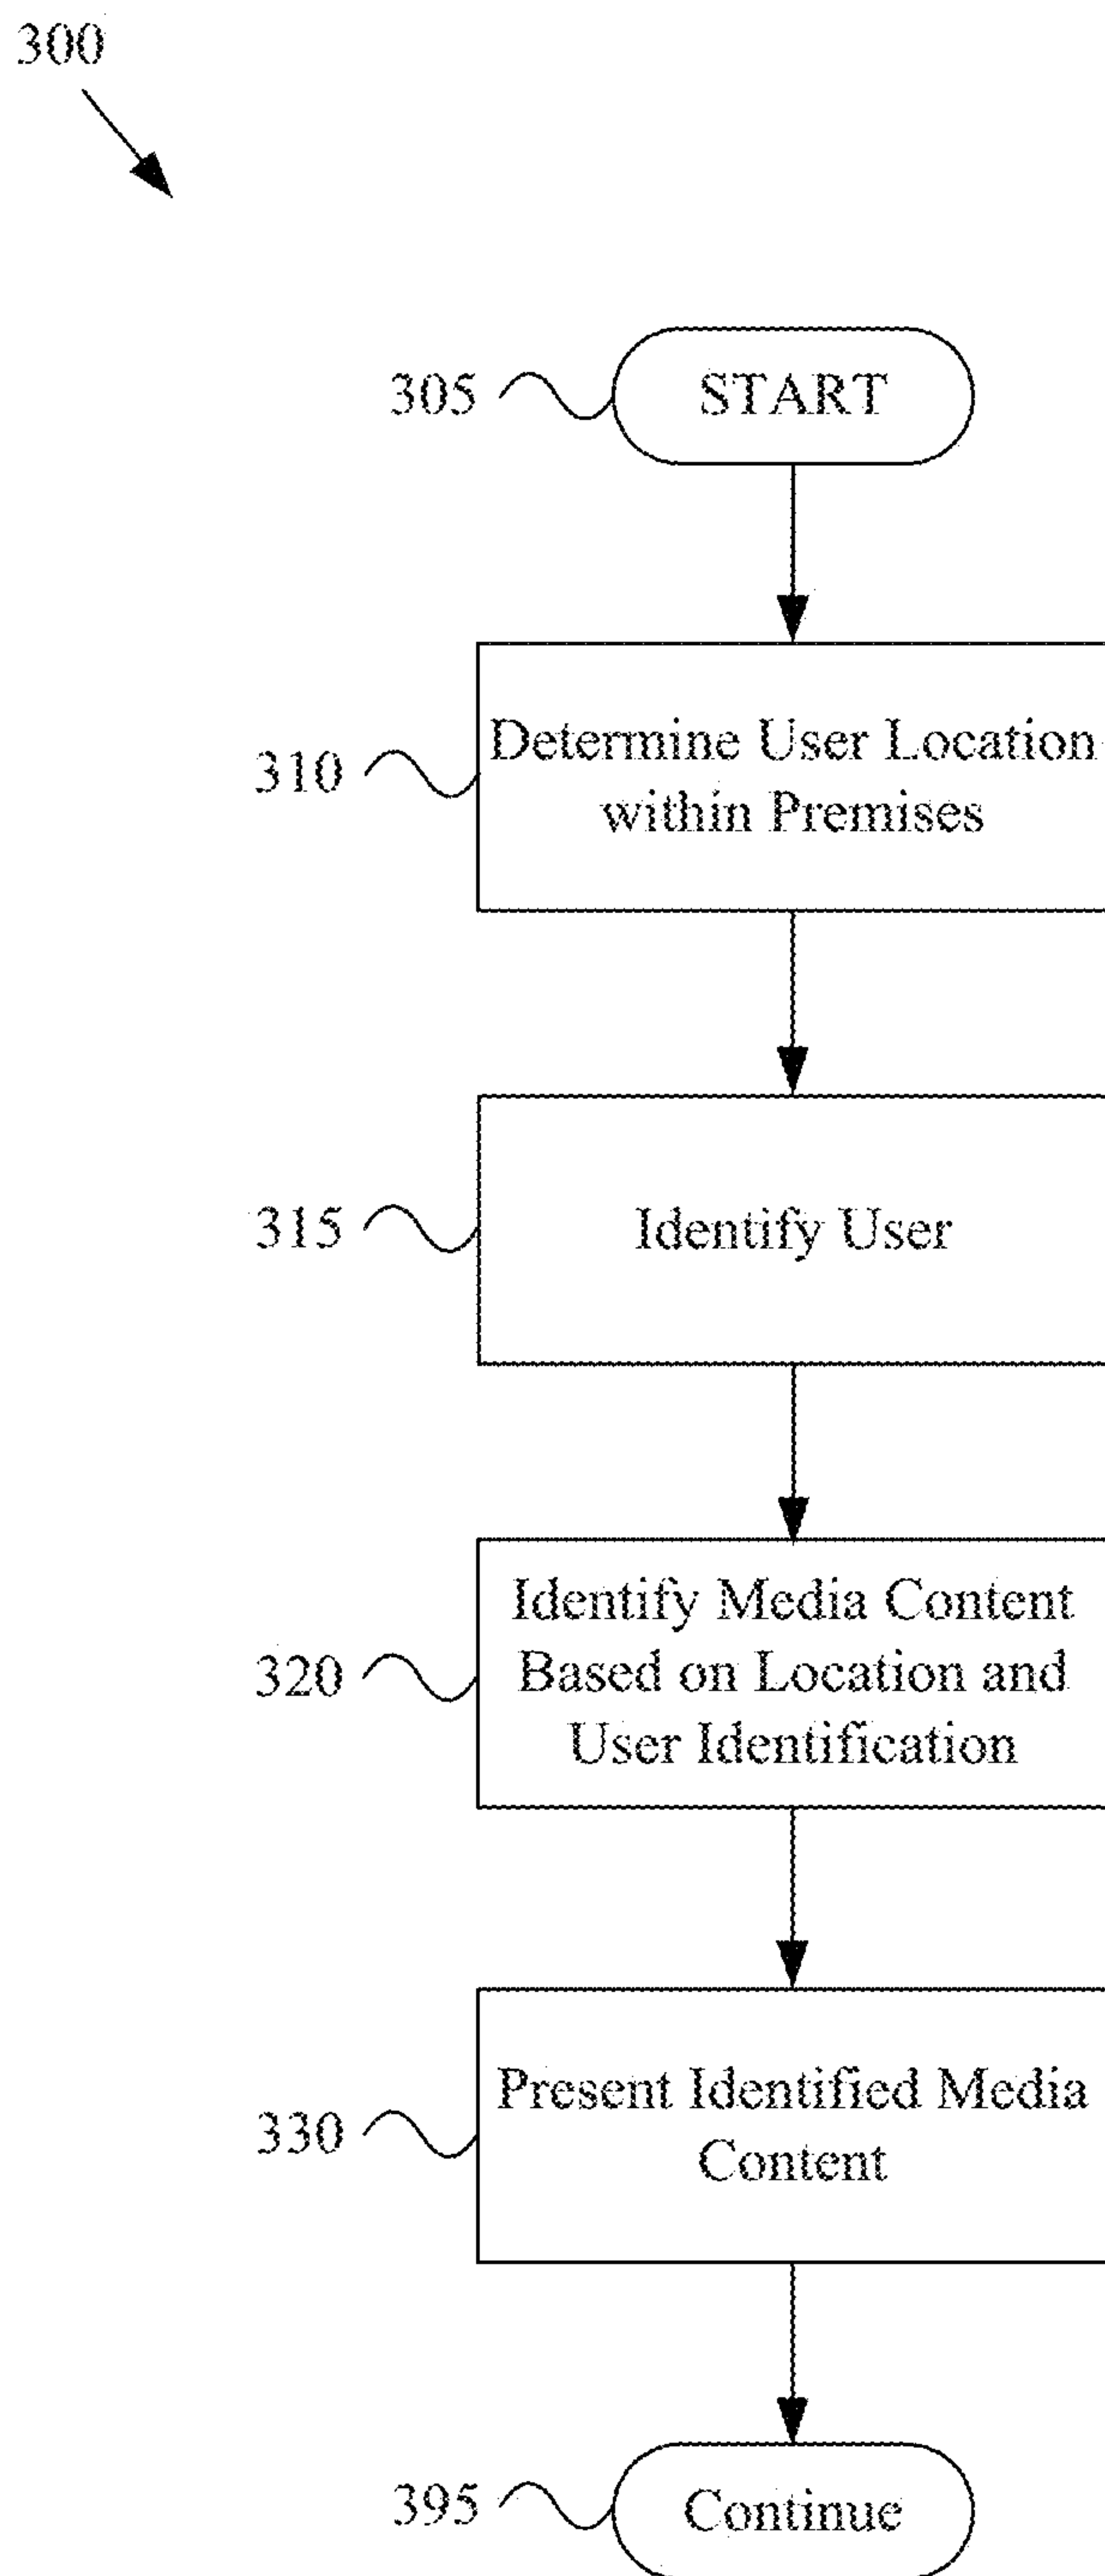 300
305
START
310
Determine User Location
within Premises
315
Identify User
320
Identify Media Content
Based on Location and
User Identification
330
Present Identified Media
Content
395
Continue